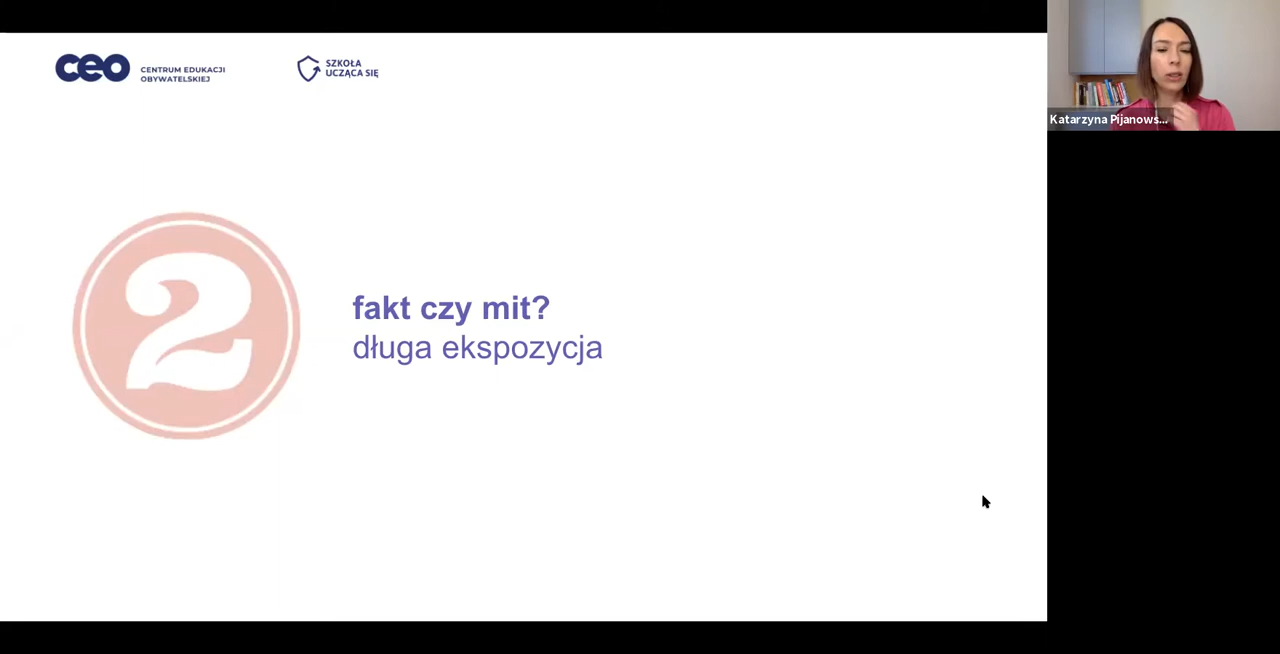 ceo CENTRUM EDUKACJI
OBYWATELSKIEJ
SZKOŁA
UCZĄCA SIĘ
Katarzyna Pijanows...
2
fakt czy mit?
długa ekspozycja